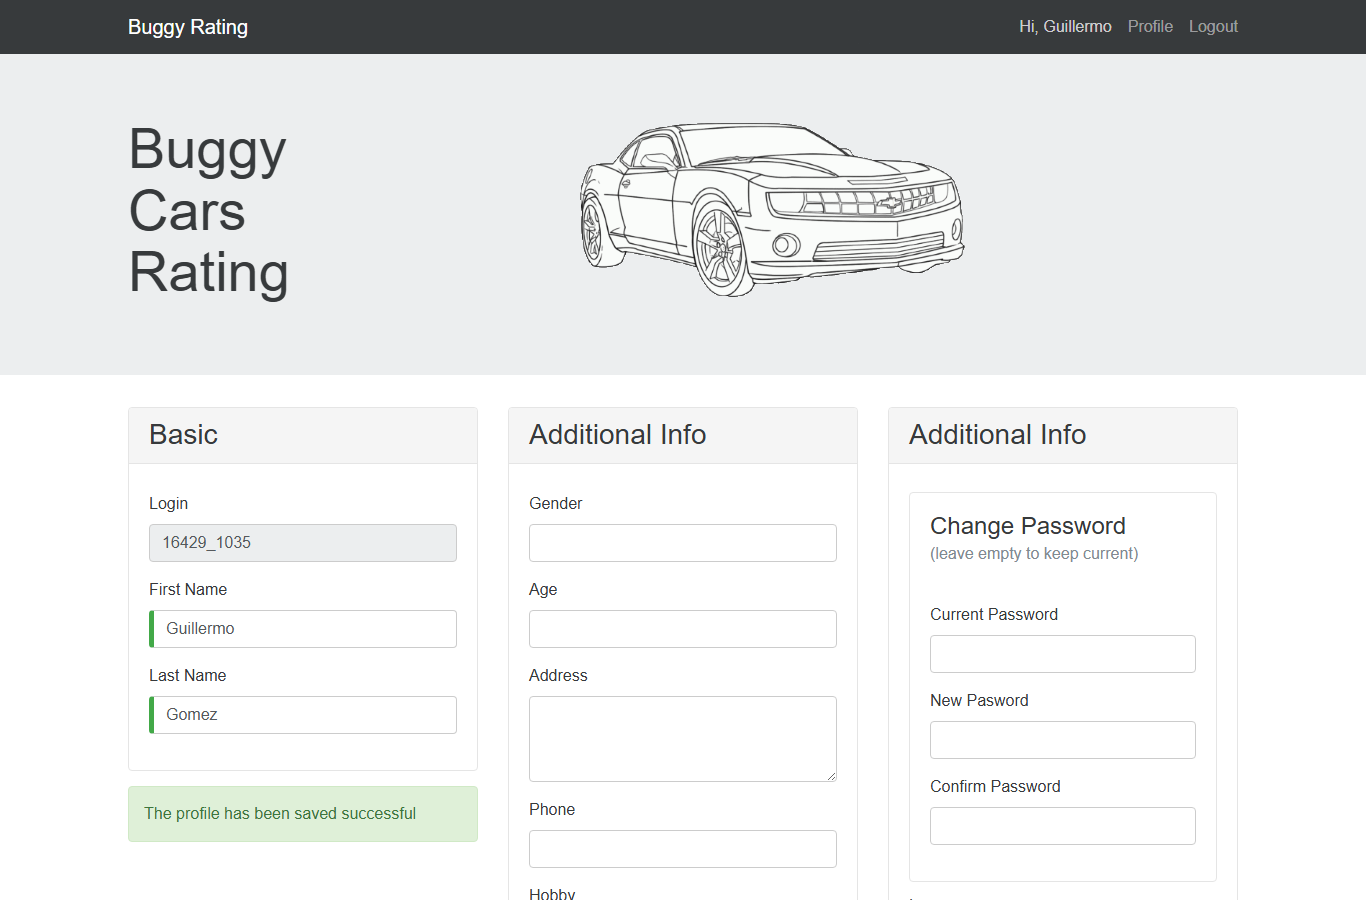 Buggy Rating
Hi, Guillermo Profile Logout
Buggy
Cars
Rating
Basic
Login
16429_1035
First Name
Guillermo
Last Name
Gomez
The profile has been saved successful
Additional Info
Gender
Age
Address
Phone
Hobby
Additional Info
Change Password
(leave empty to keep current)
Current Password
New Pasword
Confirm Password